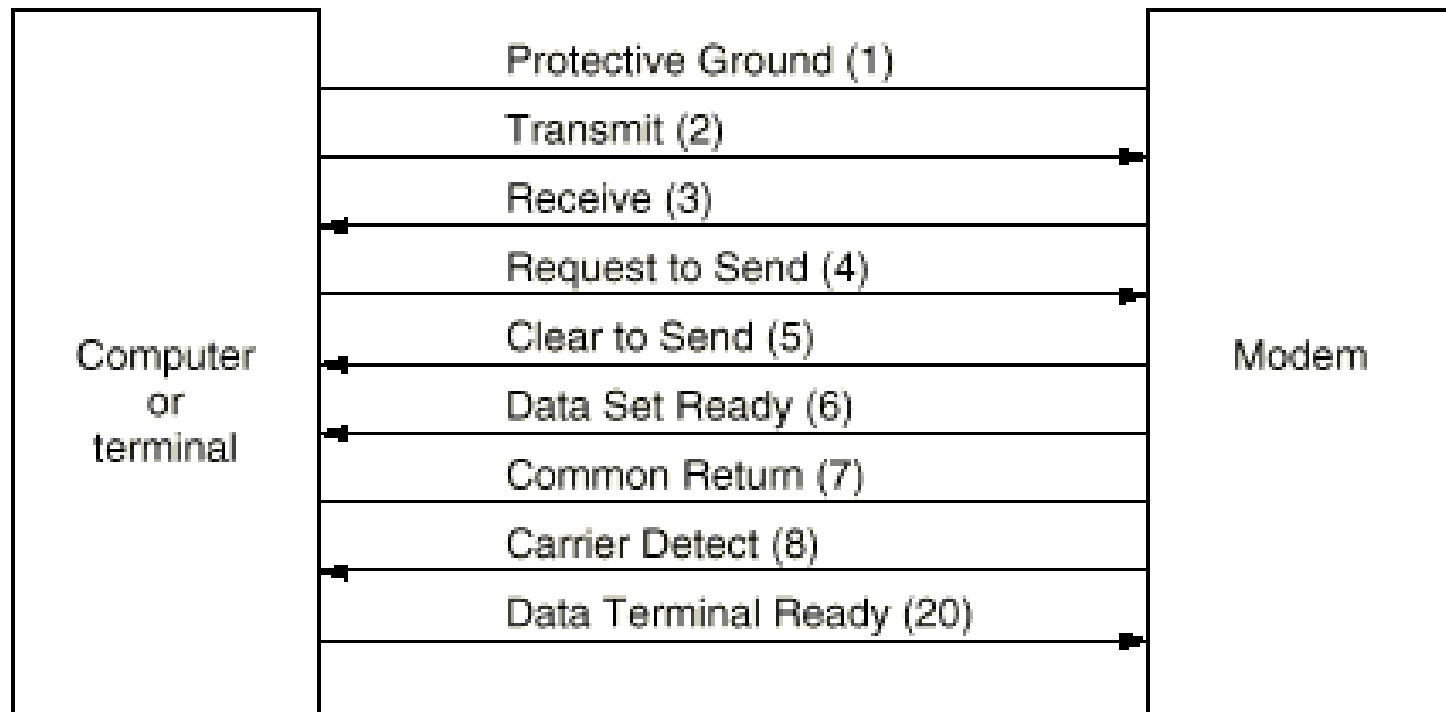 Protective Ground (1)
Transmit (2)
Receive (3)
Request to Send (4)
Clear to Send (5)
Data Set Ready (6)
Common Return (7)
Carrier Detect (8)
Data Terminal Ready (20)
Computer
or
terminal
Modem